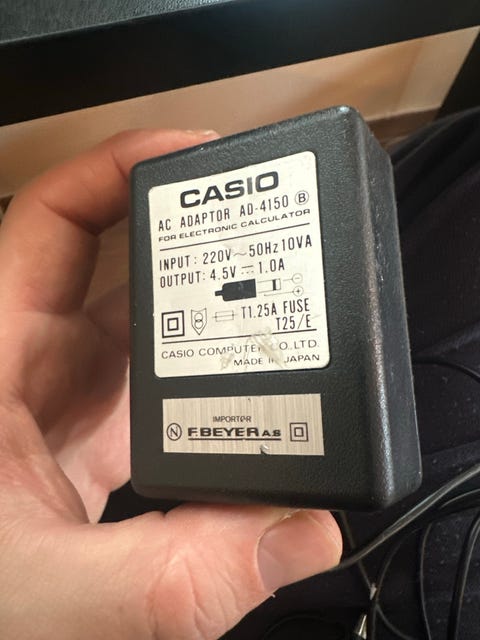 CASIO
AC ADAPTOR AD-4150 Ⓑ
FOR ELECTRONIC CALCULATOR
INPUT: 220V～50Hz 10VA
OUTPUT: 4.5V⎓1.0A
−
+
T1.25A FUSE
T25/E
CASIO COMPUTER CO., LTD.
MADE IN JAPAN
IMPORTØR
Ⓝ F.BEYER A.S